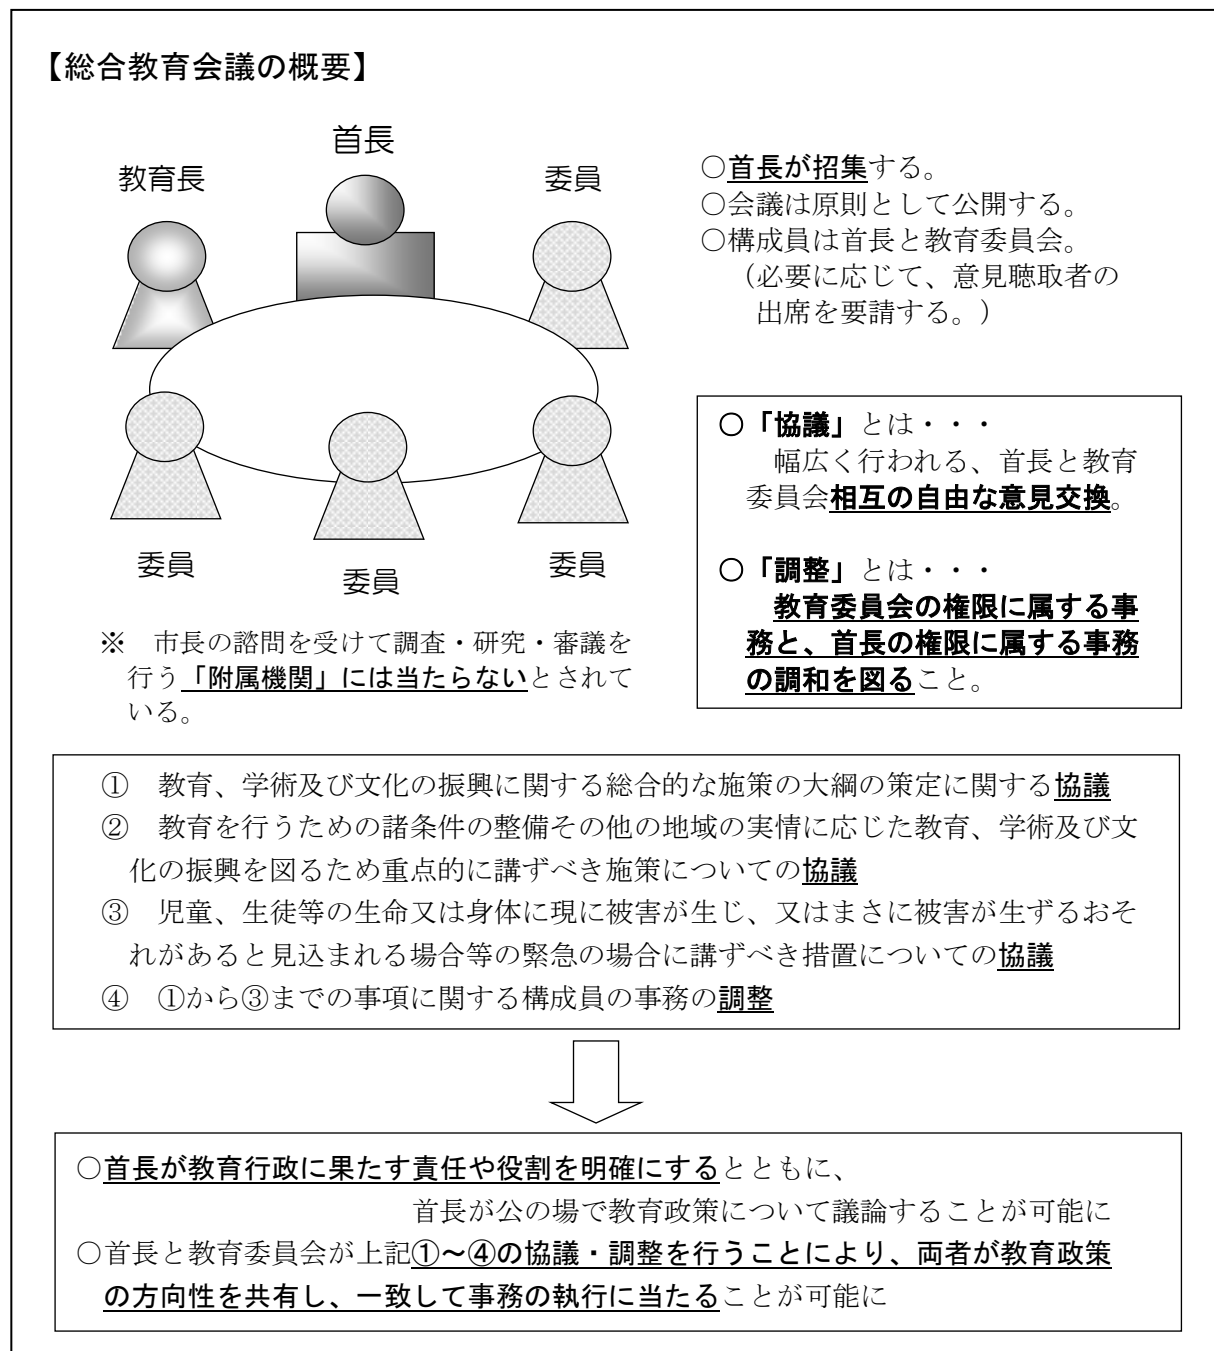 【総合教育会議の概要】
首長
教育長
委員
委員
委員
委員
※　市長の諮問を受けて調査・研究・審議を
行う「附属機関」には当たらないとされて
いる。
○首長が招集する。
○会議は原則として公開する。
○構成員は首長と教育委員会。
（必要に応じて、意見聴取者の
出席を要請する。）
○「協議」とは・・・
幅広く行われる、首長と教育
委員会相互の自由な意見交換。
○「調整」とは・・・
教育委員会の権限に属する事
務と、首長の権限に属する事務
の調和を図ること。
①　教育、学術及び文化の振興に関する総合的な施策の大綱の策定に関する協議
②　教育を行うための諸条件の整備その他の地域の実情に応じた教育、学術及び文
化の振興を図るため重点的に講ずべき施策についての協議
③　児童、生徒等の生命又は身体に現に被害が生じ、又はまさに被害が生ずるおそ
れがあると見込まれる場合等の緊急の場合に講ずべき措置についての協議
④　①から③までの事項に関する構成員の事務の調整
○首長が教育行政に果たす責任や役割を明確にするとともに、
首長が公の場で教育政策について議論することが可能に
○首長と教育委員会が上記①～④の協議・調整を行うことにより、両者が教育政策
の方向性を共有し、一致して事務の執行に当たることが可能に